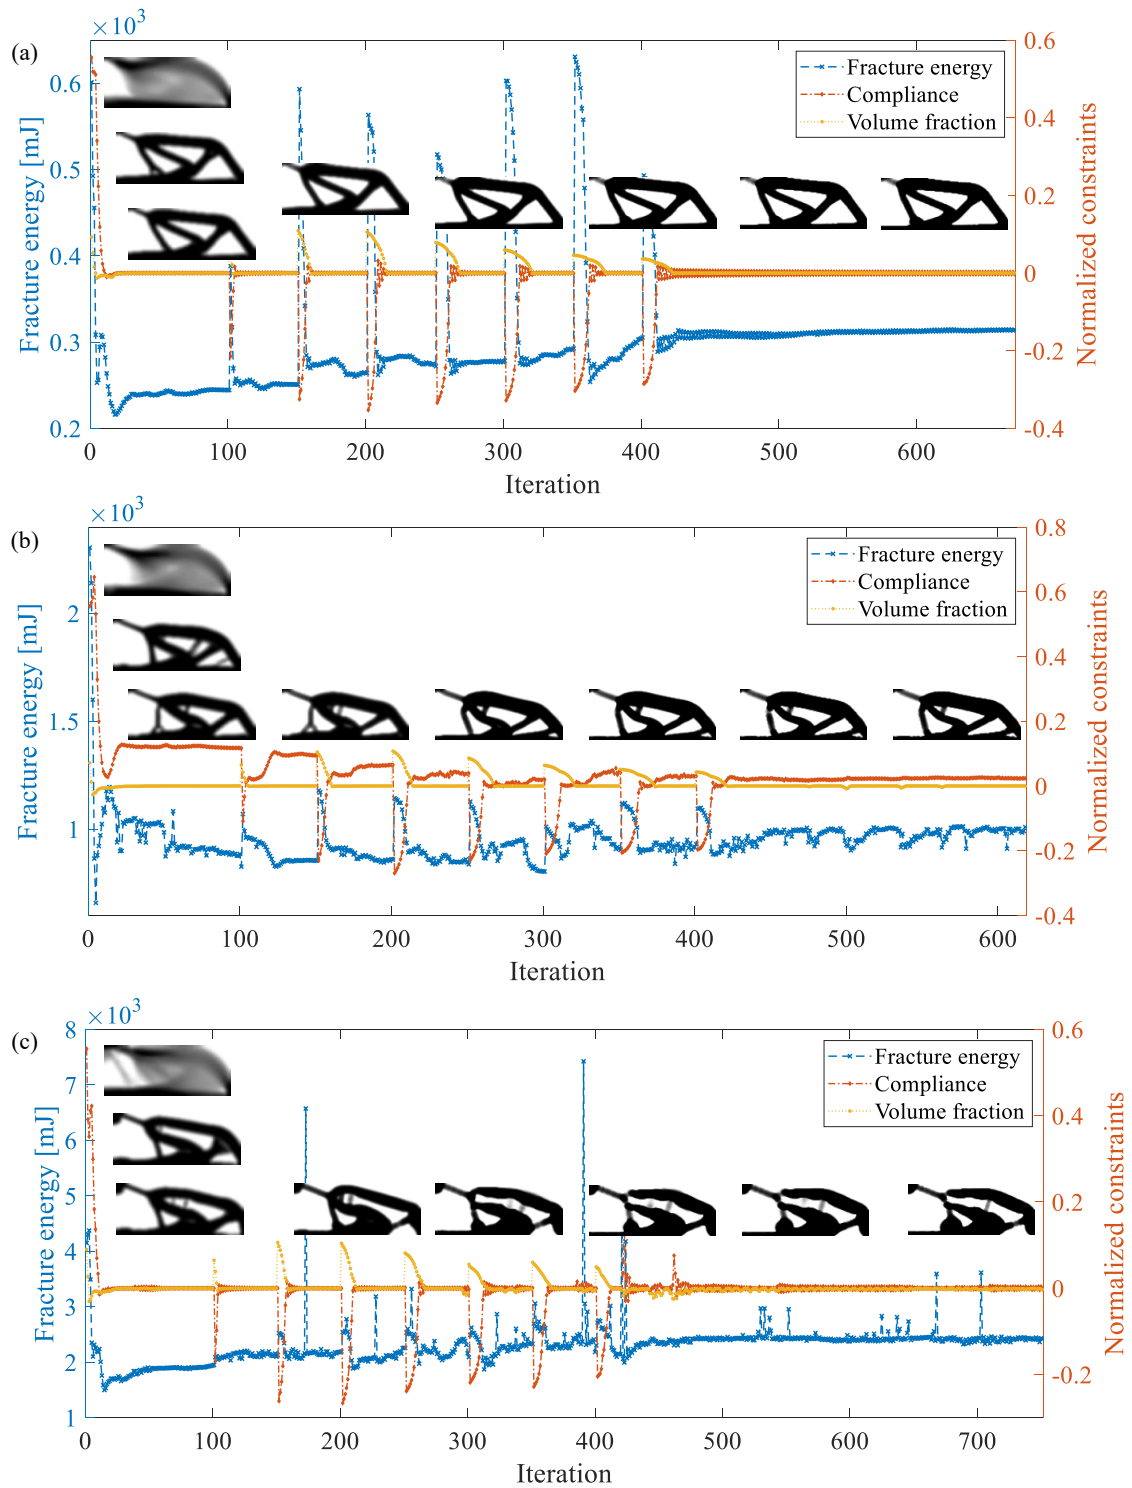 (a)
×10³
Fracture energy [mJ]
0.6
0.5
0.4
0.3
0.2
0 100 200 300 400 500 600
Iteration
0.6
0.4
0.2
0
-0.2
-0.4
Normalized constraints
Fracture energy
Compliance
Volume fraction
(b)
×10³
Fracture energy [mJ]
2
1.5
1
0 100 200 300 400 500 600
Iteration
0.8
0.6
0.4
0.2
0
-0.2
-0.4
Normalized constraints
Fracture energy
Compliance
Volume fraction
(c)
×10³
Fracture energy [mJ]
8
7
6
5
4
3
2
1
0 100 200 300 400 500 600 700
Iteration
0.6
0.4
0.2
0
-0.2
Normalized constraints
Fracture energy
Compliance
Volume fraction